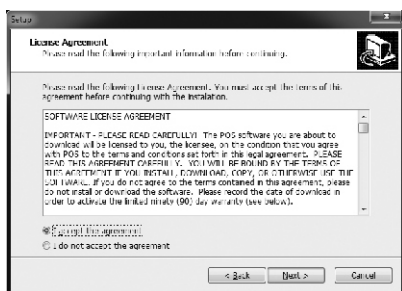 Setup
License Agreement
Please read the following important information before continuing.
Please read the following License Agreement. You must accept the terms of this
agreement before continuing with the instalation.
SOFTWARE LICENSE AGREEMENT
IMPORTANT - PLEASE READ CAREFULLY! The POS software you are about to
download will be licensed to you, the licensee, on the condition that you agree
with POS to the terms and conditions set forth in this legal agreement. PLEASE
READ THIS AGREEMENT CAREFULLY. YOU WILL BE BOUND BY THE TERMS OF
THIS AGREEMENT IF YOU INSTALL, DOWNLOAD, COPY, OR OTHERWISE USE THE
SOFTWARE. If you do not agree to the terms contained in this agreement, please
do not install or download the software. Please record the date of download in
order to activate the limited ninety (90) day warranty (see below).
I accept the agreement
I do not accept the agreement
< Back
Next >
Cancel